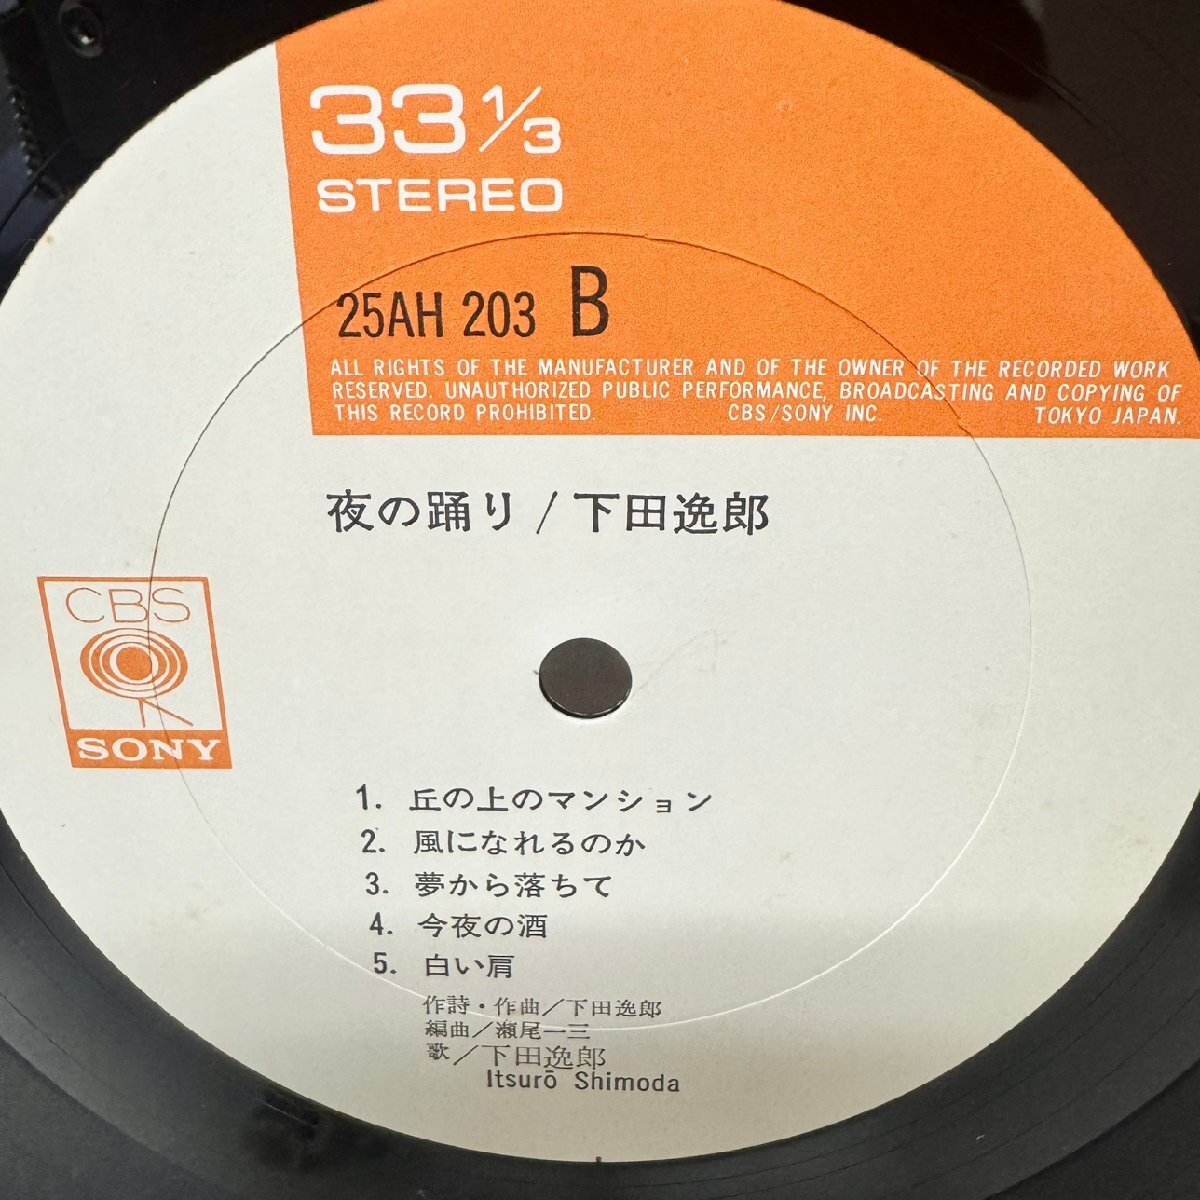 33 1/3
STEREO
25AH 203 B
ALL RIGHTS OF THE MANUFACTURER AND OF THE OWNER OF THE RECORDED WORK
RESERVED. UNAUTHORIZED PUBLIC PERFORMANCE, BROADCASTING AND COPYING OF
THIS RECORD PROHIBITED. CBS/SONY INC. TOKYO JAPAN.
夜の踊り/下田逸郎
CBS
SONY
1. 丘の上のマンション
2. 風になれるのか
3. 夢から落ちて
4. 今夜の酒
5. 白い肩
作詩・作曲/下田逸郎
編曲/瀬尾一三
歌/下田逸郎
Itsurō Shimoda